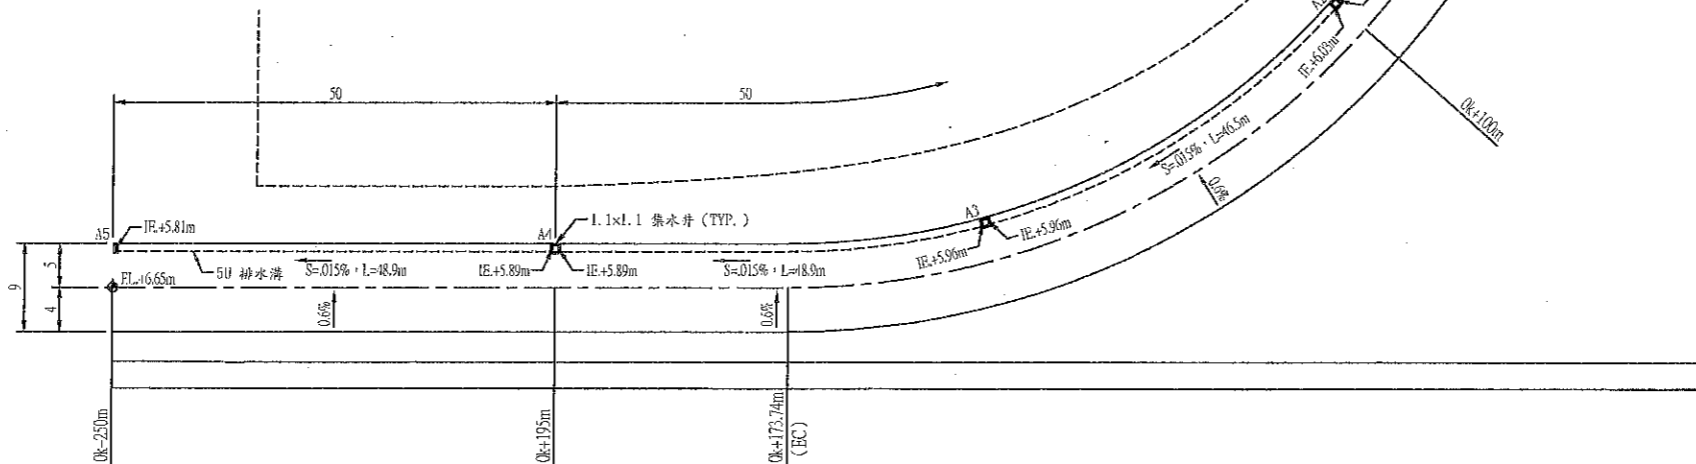 A2
IE.+6.03m
50
50
0k+100m
S=.015%，L=46.5m
0.6%
A3
1.1x1.1 集水井 (TYP.)
IE.+5.96m
IE.+5.96m
A5
IE.+5.81m
A4
50 排水溝
S=.015%，L=48.9m
IE.+5.89m
IE.+5.89m
S=.015%，L=48.9m
5
9
4
EL.+6.65m
0.6%
0.6%
0k-250m
0k+195m
0k+173.74m
(EC)